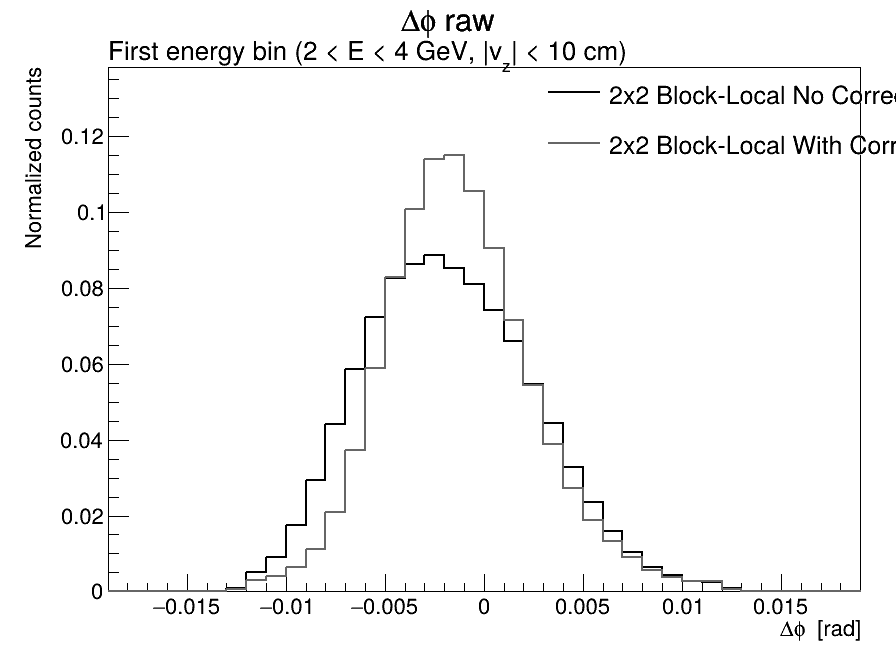 Δϕ raw
First energy bin (2 < E < 4 GeV, |v_z| < 10 cm)
2x2 Block-Local No Corre
2x2 Block-Local With Corr
Normalized counts
0.12
0.1
0.08
0.06
0.04
0.02
0
−0.015 −0.01 −0.005 0 0.005 0.01 0.015
Δϕ [rad]